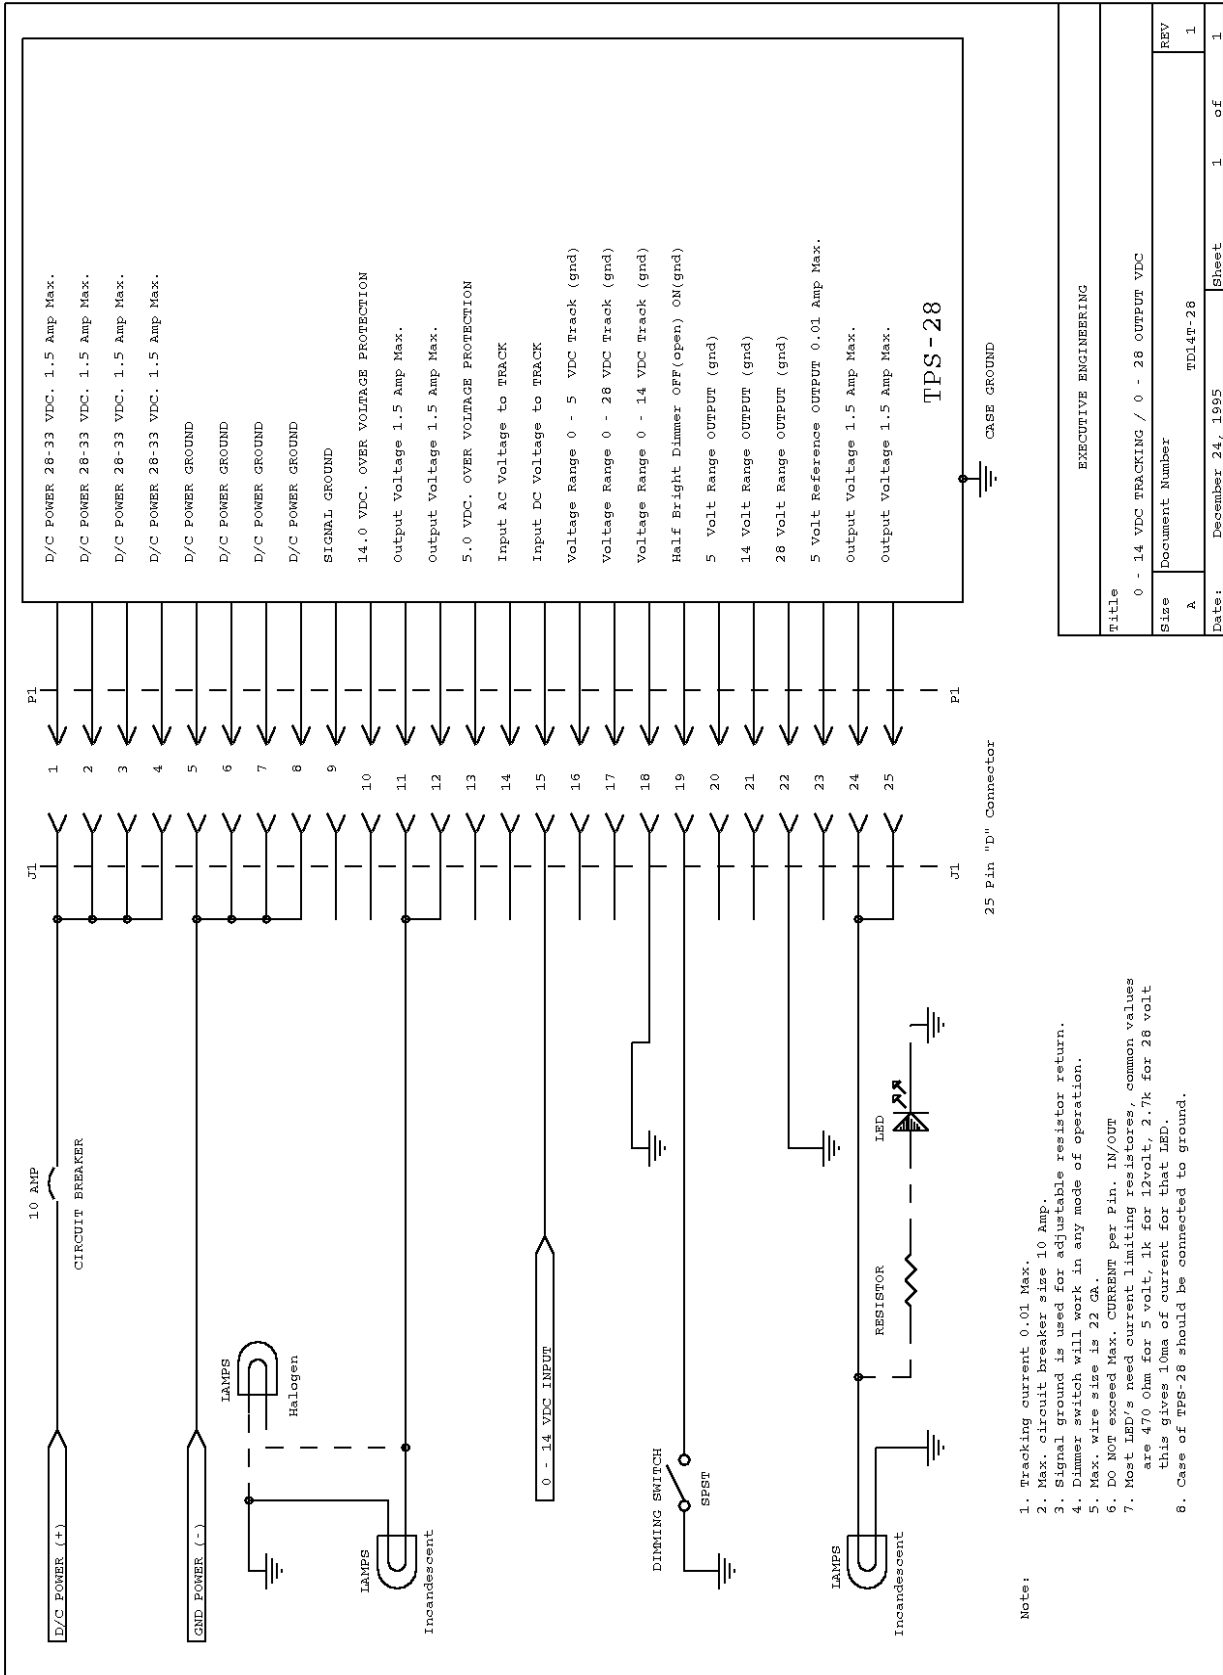 D/C POWER (+)
10 AMP
CIRCUIT BREAKER
GND POWER (-)
LAMPS
Halogen
LAMPS
Incandescent
0 - 14 VDC INPUT
DIMMING SWITCH
SPST
RESISTOR
LED
LAMPS
Incandescent
J1
P1
1
2
3
4
5
6
7
8
9
10
11
12
13
14
15
16
17
18
19
20
21
22
23
24
25
J1
P1
25 Pin "D" Connector
D/C POWER 28-33 VDC. 1.5 Amp Max.
D/C POWER 28-33 VDC. 1.5 Amp Max.
D/C POWER 28-33 VDC. 1.5 Amp Max.
D/C POWER 28-33 VDC. 1.5 Amp Max.
D/C POWER GROUND
D/C POWER GROUND
D/C POWER GROUND
D/C POWER GROUND
SIGNAL GROUND
14.0 VDC. OVER VOLTAGE PROTECTION
Output Voltage 1.5 Amp Max.
Output Voltage 1.5 Amp Max.
5.0 VDC. OVER VOLTAGE PROTECTION
Input AC Voltage to TRACK
Input DC Voltage to TRACK
Voltage Range 0 - 5 VDC Track (gnd)
Voltage Range 0 - 28 VDC Track (gnd)
Voltage Range 0 - 14 VDC Track (gnd)
Half Bright Dimmer OFF(open) ON(gnd)
5 Volt Range OUTPUT (gnd)
14 Volt Range OUTPUT (gnd)
28 Volt Range OUTPUT (gnd)
5 Volt Reference OUTPUT 0.01 Amp Max.
Output Voltage 1.5 Amp Max.
Output Voltage 1.5 Amp Max.
TPS-28
CASE GROUND
Note:
1. Tracking current 0.01 Max.
2. Max. circuit breaker size 10 Amp.
3. Signal ground is used for adjustable resistor return.
4. Dimmer switch will work in any mode of operation.
5. Max. wire size is 22 GA.
6. DO NOT exceed Max. CURRENT per Pin. IN/OUT
7. Most LED's need current limiting resistores, common values
are 470 Ohm for 5 volt, 1k for 12volt, 2.7k for 28 volt
this gives 10ma of current for that LED.
8. Case of TPS-28 should be connected to ground.
EXECUTIVE ENGINEERING
Title
0 - 14 VDC TRACKING / 0 - 28 OUTPUT VDC
Size Document Number REV
A TD14T-28 1
Date: December 24, 1995 Sheet 1 of 1